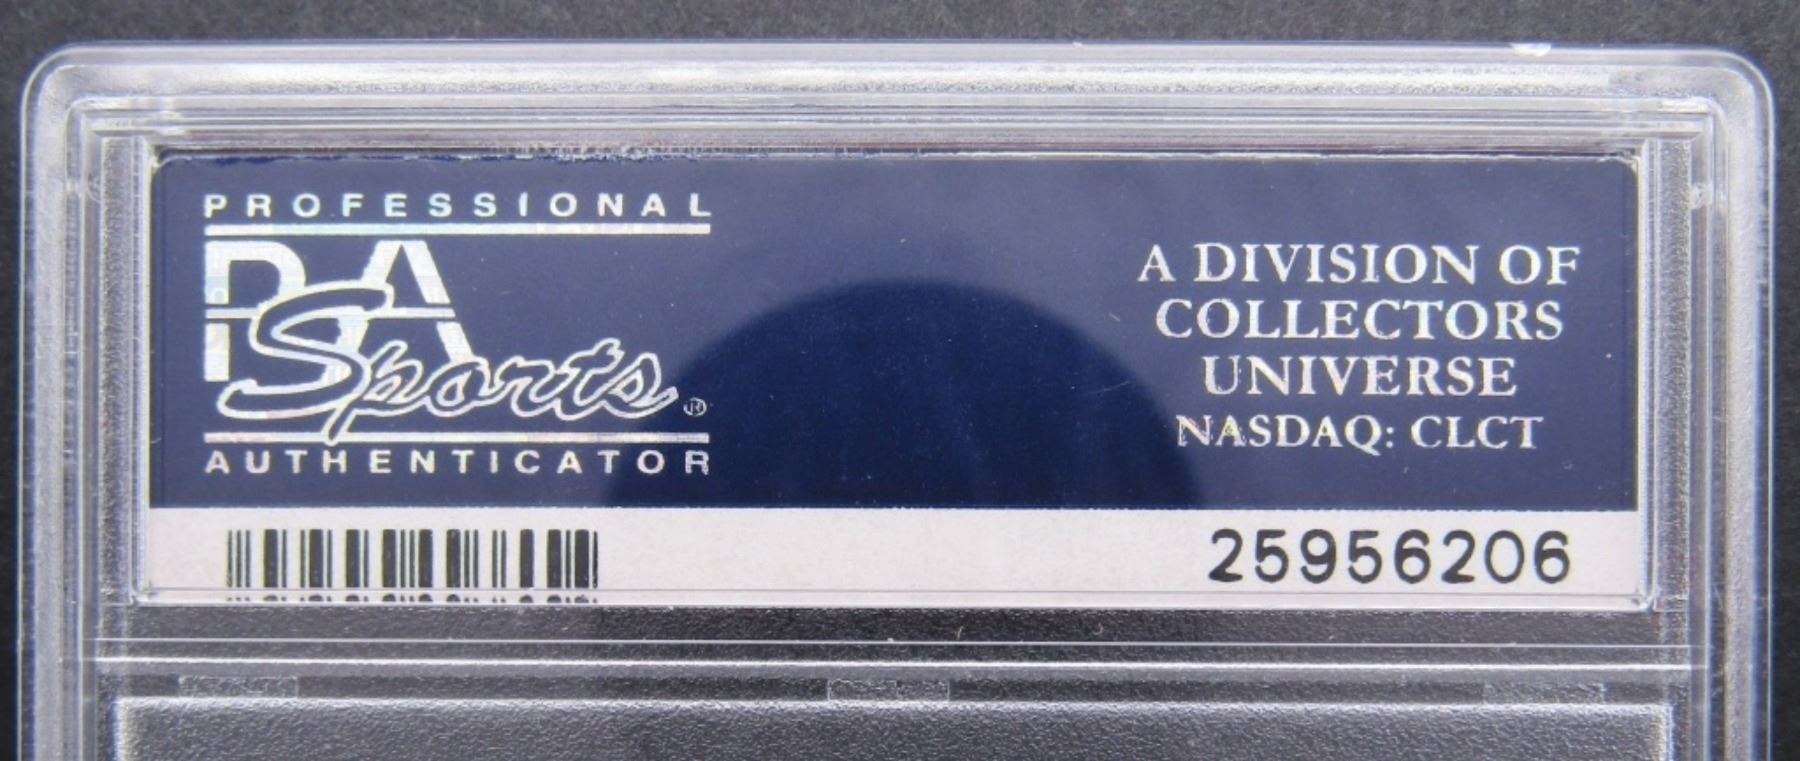 PROFESSIONAL
PSA
Sports®
AUTHENTICATOR
A DIVISION OF
COLLECTORS
UNIVERSE
NASDAQ: CLCT
25956206